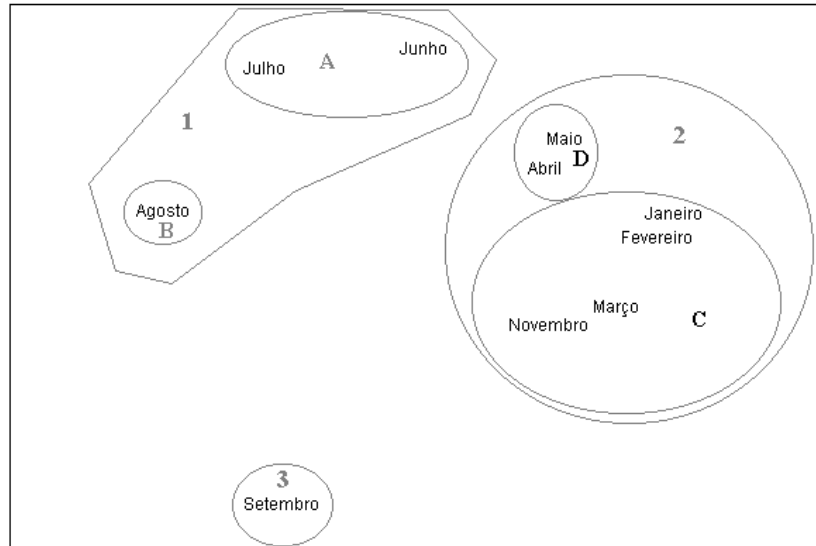 Junho
A
Julho
1
Maio
2
D
Abril
Agosto
B
Janeiro
Fevereiro
Março
C
Novembro
3
Setembro